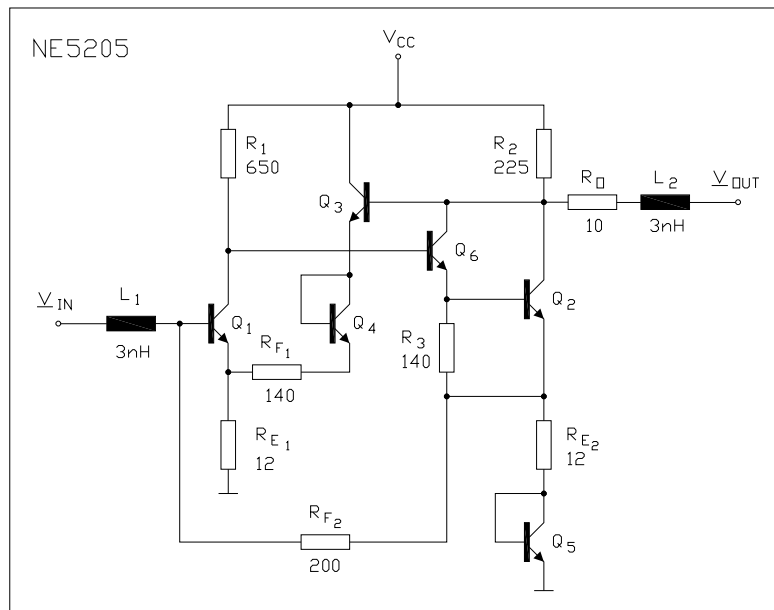 NE5205
VCC
R1
650
R2
225
RO
10
L2
3nH
VOUT
Q3
Q6
VIN
L1
3nH
Q1
RF1
140
Q4
R3
140
Q2
RE1
12
RE2
12
RF2
200
Q5